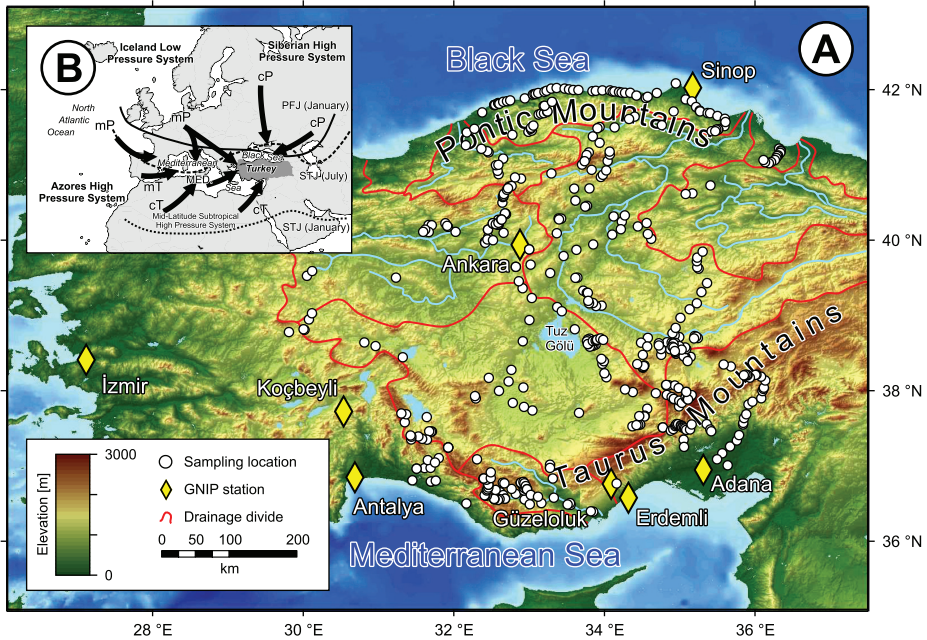 A
B
Iceland Low
Pressure System
Siberian High
Pressure System
cP
PFJ (January)
North
Atlantic
Ocean
mP
mP
cP
Mediterranean
Black Sea
Turkey
MED
Sea
STJ (July)
Azores High
Pressure System
mT
cT
cT
Mid-Latitude Subtropical
High Pressure System
STJ (January)
Black Sea
Sinop
Pontic Mountains
Ankara
Tuz
Gölü
İzmir
Koçbeyli
Taurus Mountains
Antalya
Güzeloluk
Erdemli
Adana
Mediterranean Sea
42 °N
40 °N
38 °N
36 °N
Elevation [m]
3000
0
Sampling location
GNIP station
Drainage divide
0 50 100 200
km
28 °E
30 °E
32 °E
34 °E
36 °E